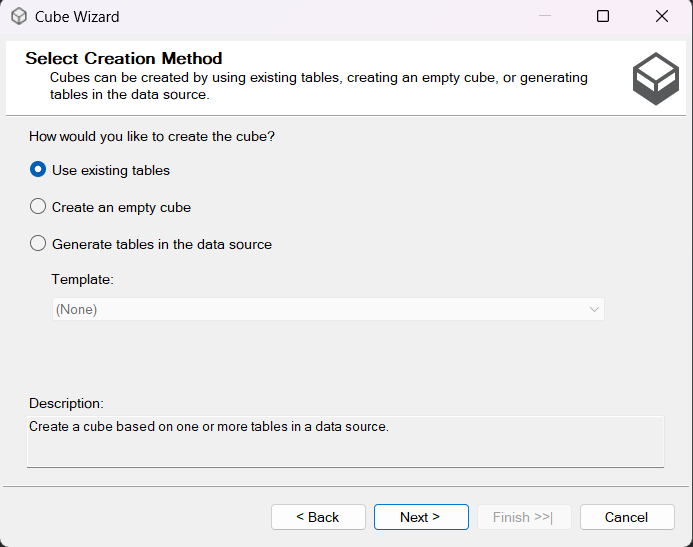 Cube Wizard
Select Creation Method
Cubes can be created by using existing tables, creating an empty cube, or generating
tables in the data source.
How would you like to create the cube?
Use existing tables
Create an empty cube
Generate tables in the data source
Template:
(None)
Description:
Create a cube based on one or more tables in a data source.
< Back
Next >
Finish >>|
Cancel